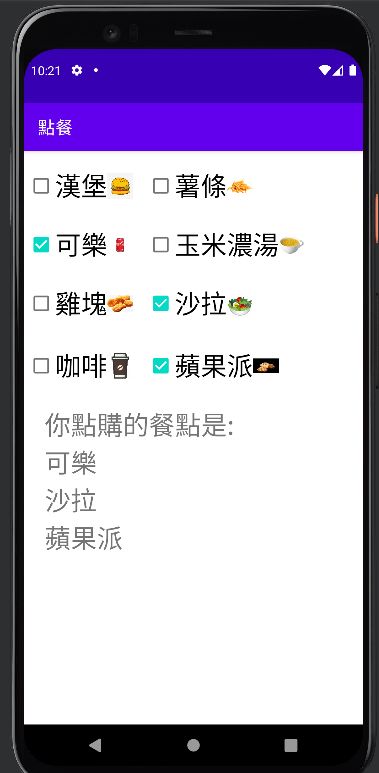 10:21
點餐
漢堡 薯條
可樂 玉米濃湯
雞塊 沙拉
咖啡 蘋果派
你點購的餐點是:
可樂
沙拉
蘋果派